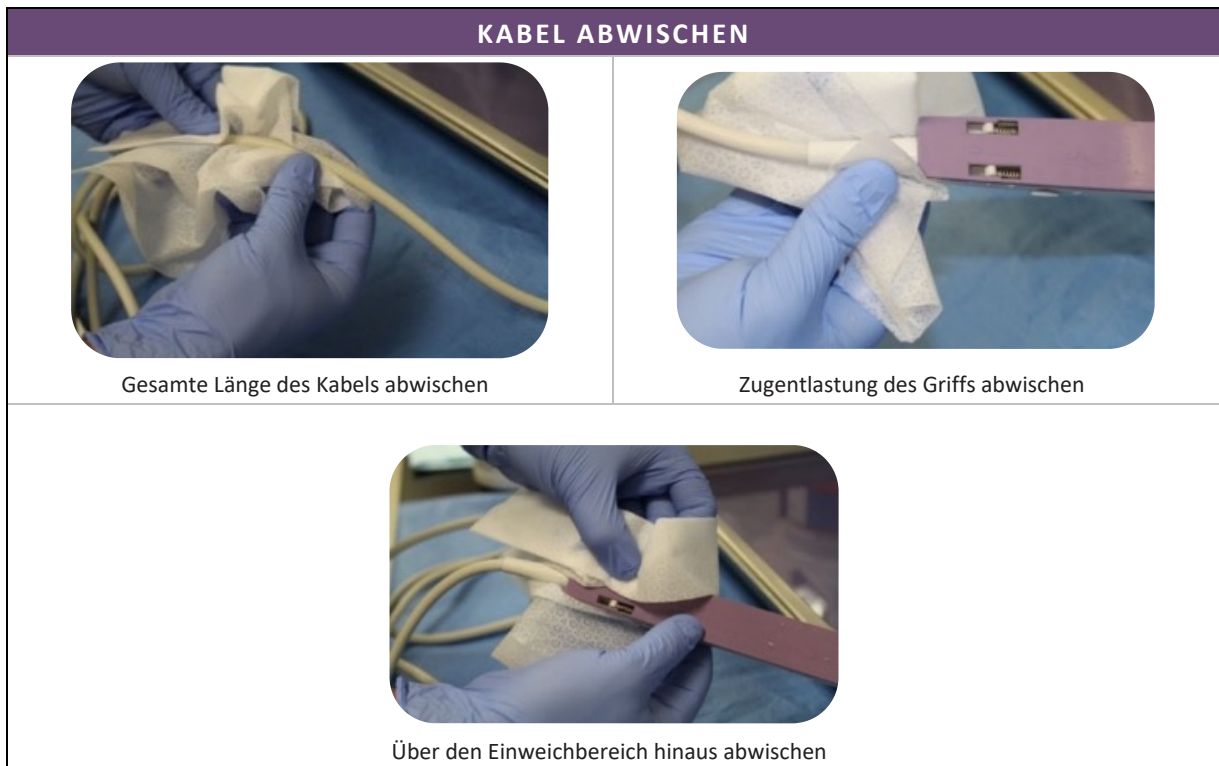 KABEL ABWISCHEN
Gesamte Länge des Kabels abwischen
Zugentlastung des Griffs abwischen
Über den Einweichbereich hinaus abwischen